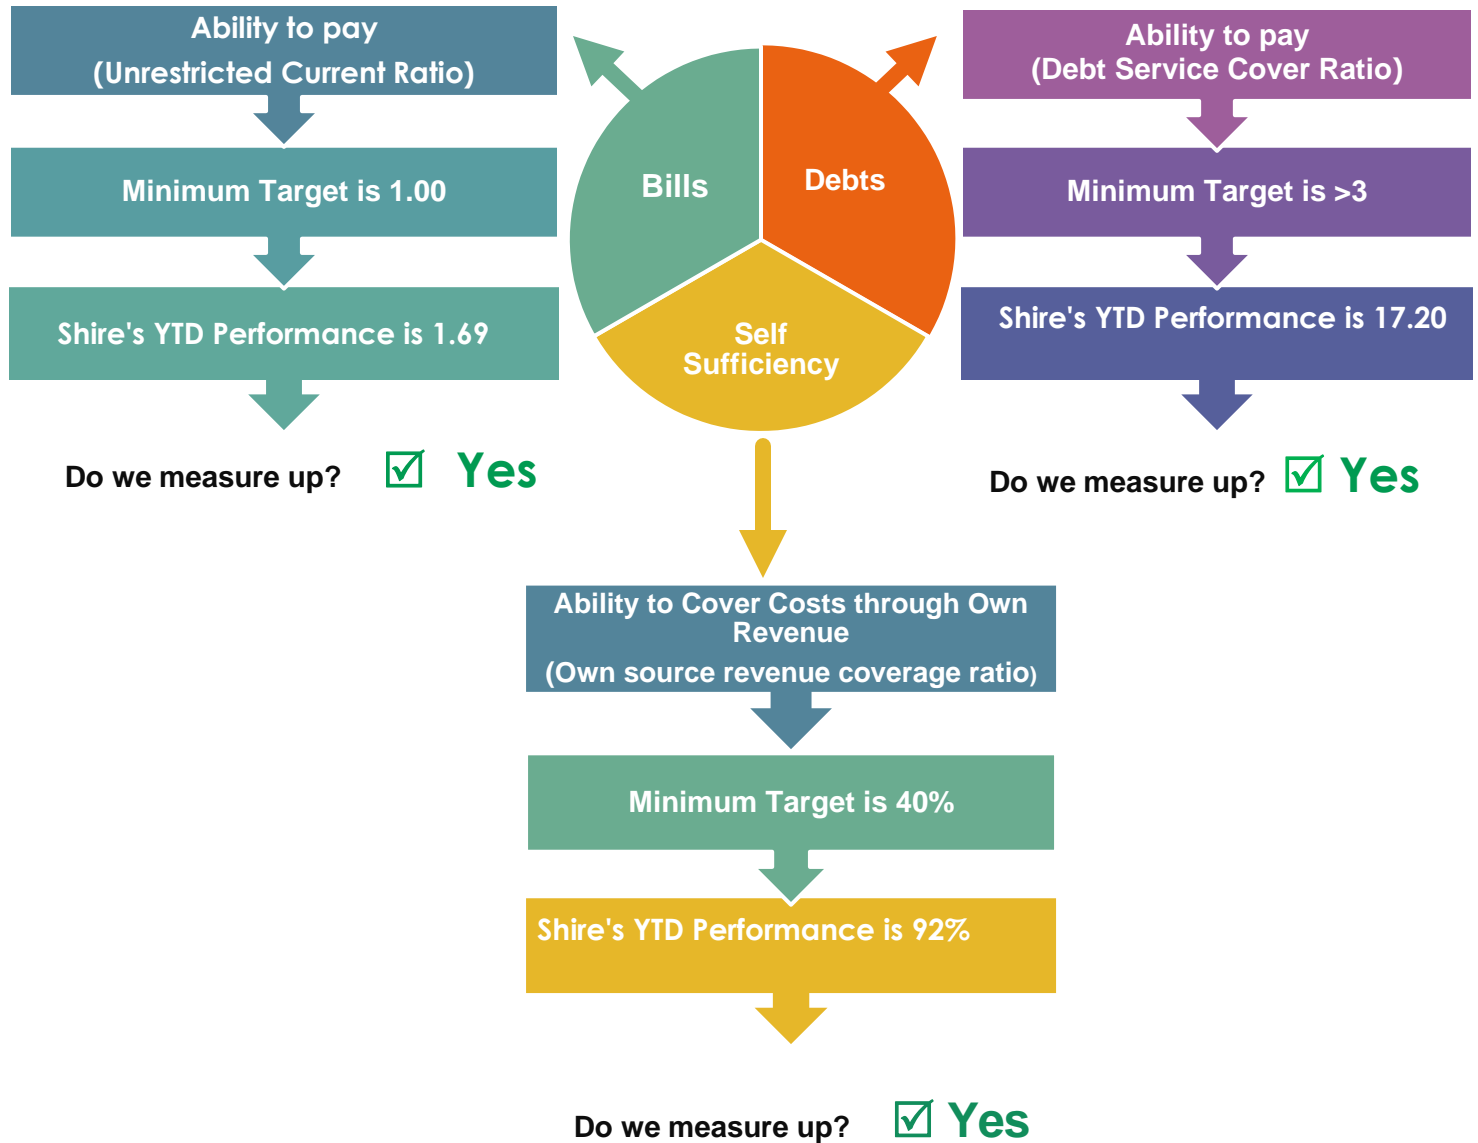 Ability to pay
(Unrestricted Current Ratio)
Minimum Target is 1.00
Shire's YTD Performance is 1.69
Do we measure up? ☑ Yes
Bills
Debts
Self
Sufficiency
Ability to pay
(Debt Service Cover Ratio)
Minimum Target is >3
Shire's YTD Performance is 17.20
Do we measure up? ☑ Yes
Ability to Cover Costs through Own
Revenue
(Own source revenue coverage ratio)
Minimum Target is 40%
Shire's YTD Performance is 92%
Do we measure up? ☑ Yes